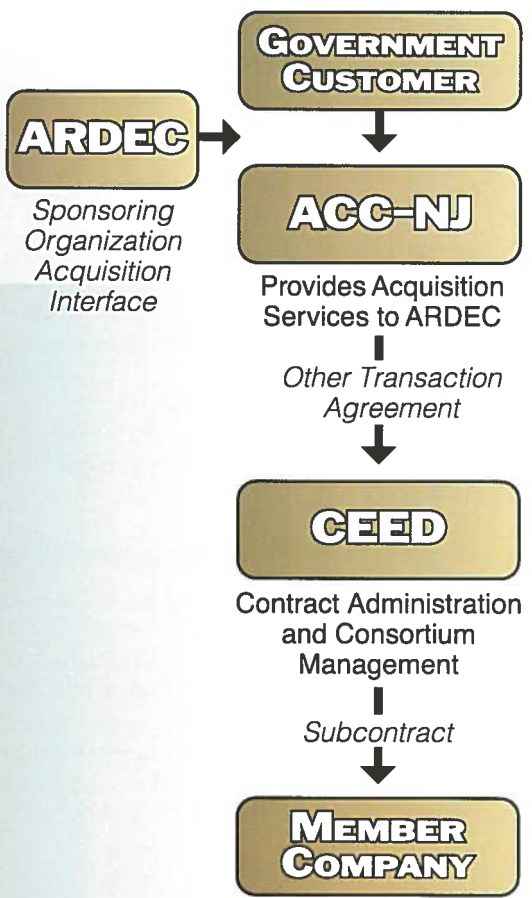 GOVERNMENT
CUSTOMER
ARDEC
Sponsoring
Organization
Acquisition
Interface
ACC-NJ
Provides Acquisition
Services to ARDEC
Other Transaction
Agreement
CEED
Contract Administration
and Consortium
Management
Subcontract
MEMBER
COMPANY